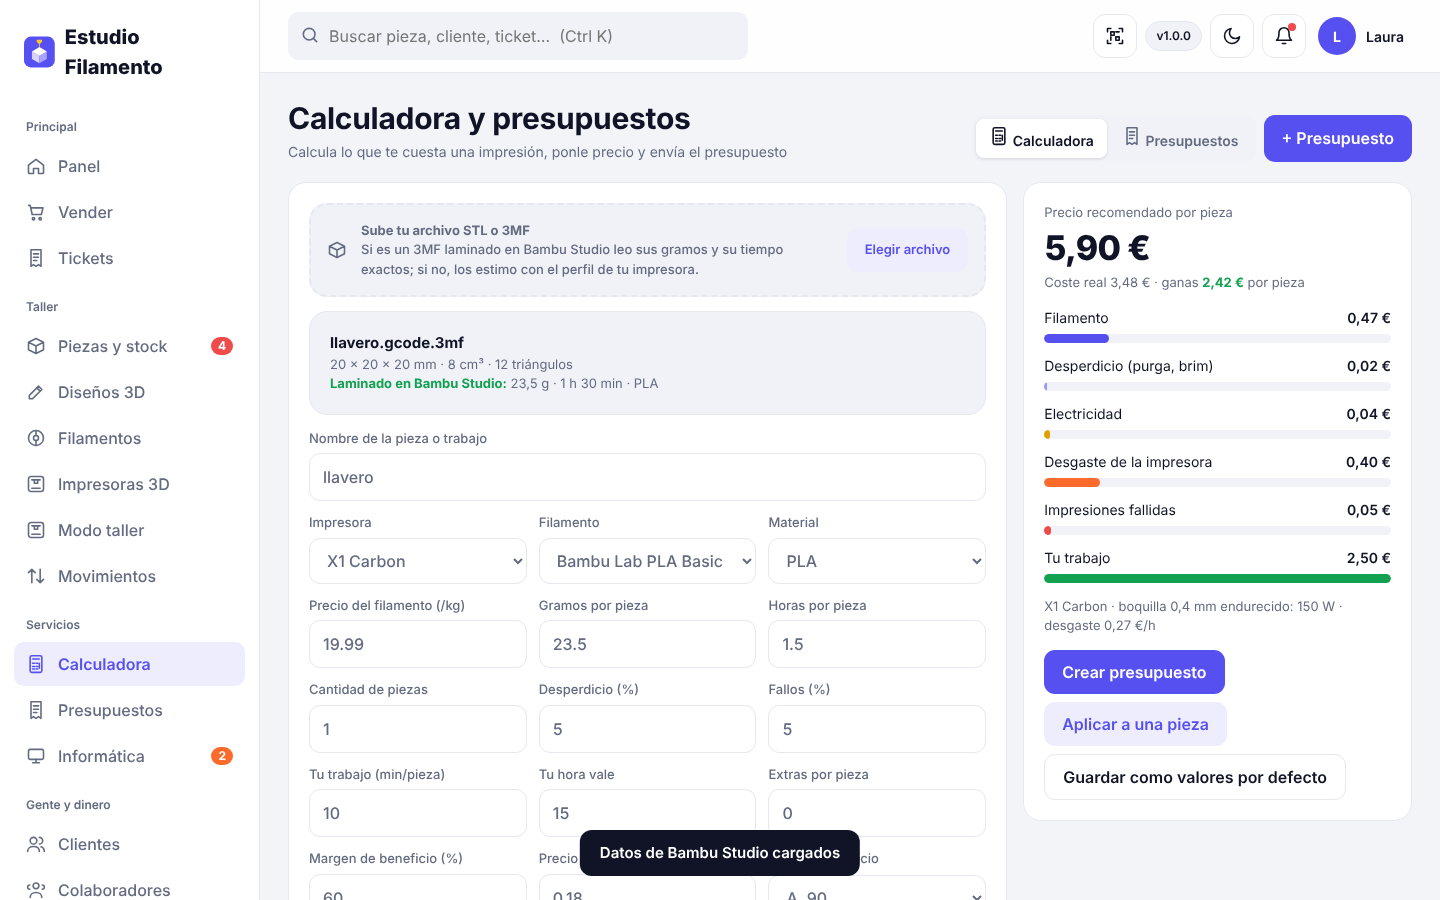 Estudio
Filamento
Principal
Panel
Vender
Tickets
Taller
Piezas y stock 4
Diseños 3D
Filamentos
Impresoras 3D
Modo taller
Movimientos
Servicios
Calculadora
Presupuestos
Informática 2
Gente y dinero
Clientes
Colaboradores
Buscar pieza, cliente, ticket... (Ctrl K)
v1.0.0
L Laura
Calculadora y presupuestos
Calcula lo que te cuesta una impresión, ponle precio y envía el presupuesto
Calculadora Presupuestos + Presupuesto
Sube tu archivo STL o 3MF
Si es un 3MF laminado en Bambu Studio leo sus gramos y su tiempo
exactos; si no, los estimo con el perfil de tu impresora.
Elegir archivo
llavero.gcode.3mf
20 × 20 × 20 mm · 8 cm³ · 12 triángulos
Laminado en Bambu Studio: 23,5 g · 1 h 30 min · PLA
Nombre de la pieza o trabajo
llavero
Impresora Filamento Material
X1 Carbon Bambu Lab PLA Basic PLA
Precio del filamento (/kg) Gramos por pieza Horas por pieza
19.99 23.5 1.5
Cantidad de piezas Desperdicio (%) Fallos (%)
1 5 5
Tu trabajo (min/pieza) Tu hora vale Extras por pieza
10 15 0
Margen de beneficio (%) Precio cio
60 0.18 A ,90
Datos de Bambu Studio cargados
Precio recomendado por pieza
5,90 €
Coste real 3,48 € · ganas 2,42 € por pieza
Filamento 0,47 €
Desperdicio (purga, brim) 0,02 €
Electricidad 0,04 €
Desgaste de la impresora 0,40 €
Impresiones fallidas 0,05 €
Tu trabajo 2,50 €
X1 Carbon · boquilla 0,4 mm endurecido: 150 W ·
desgaste 0,27 €/h
Crear presupuesto
Aplicar a una pieza
Guardar como valores por defecto